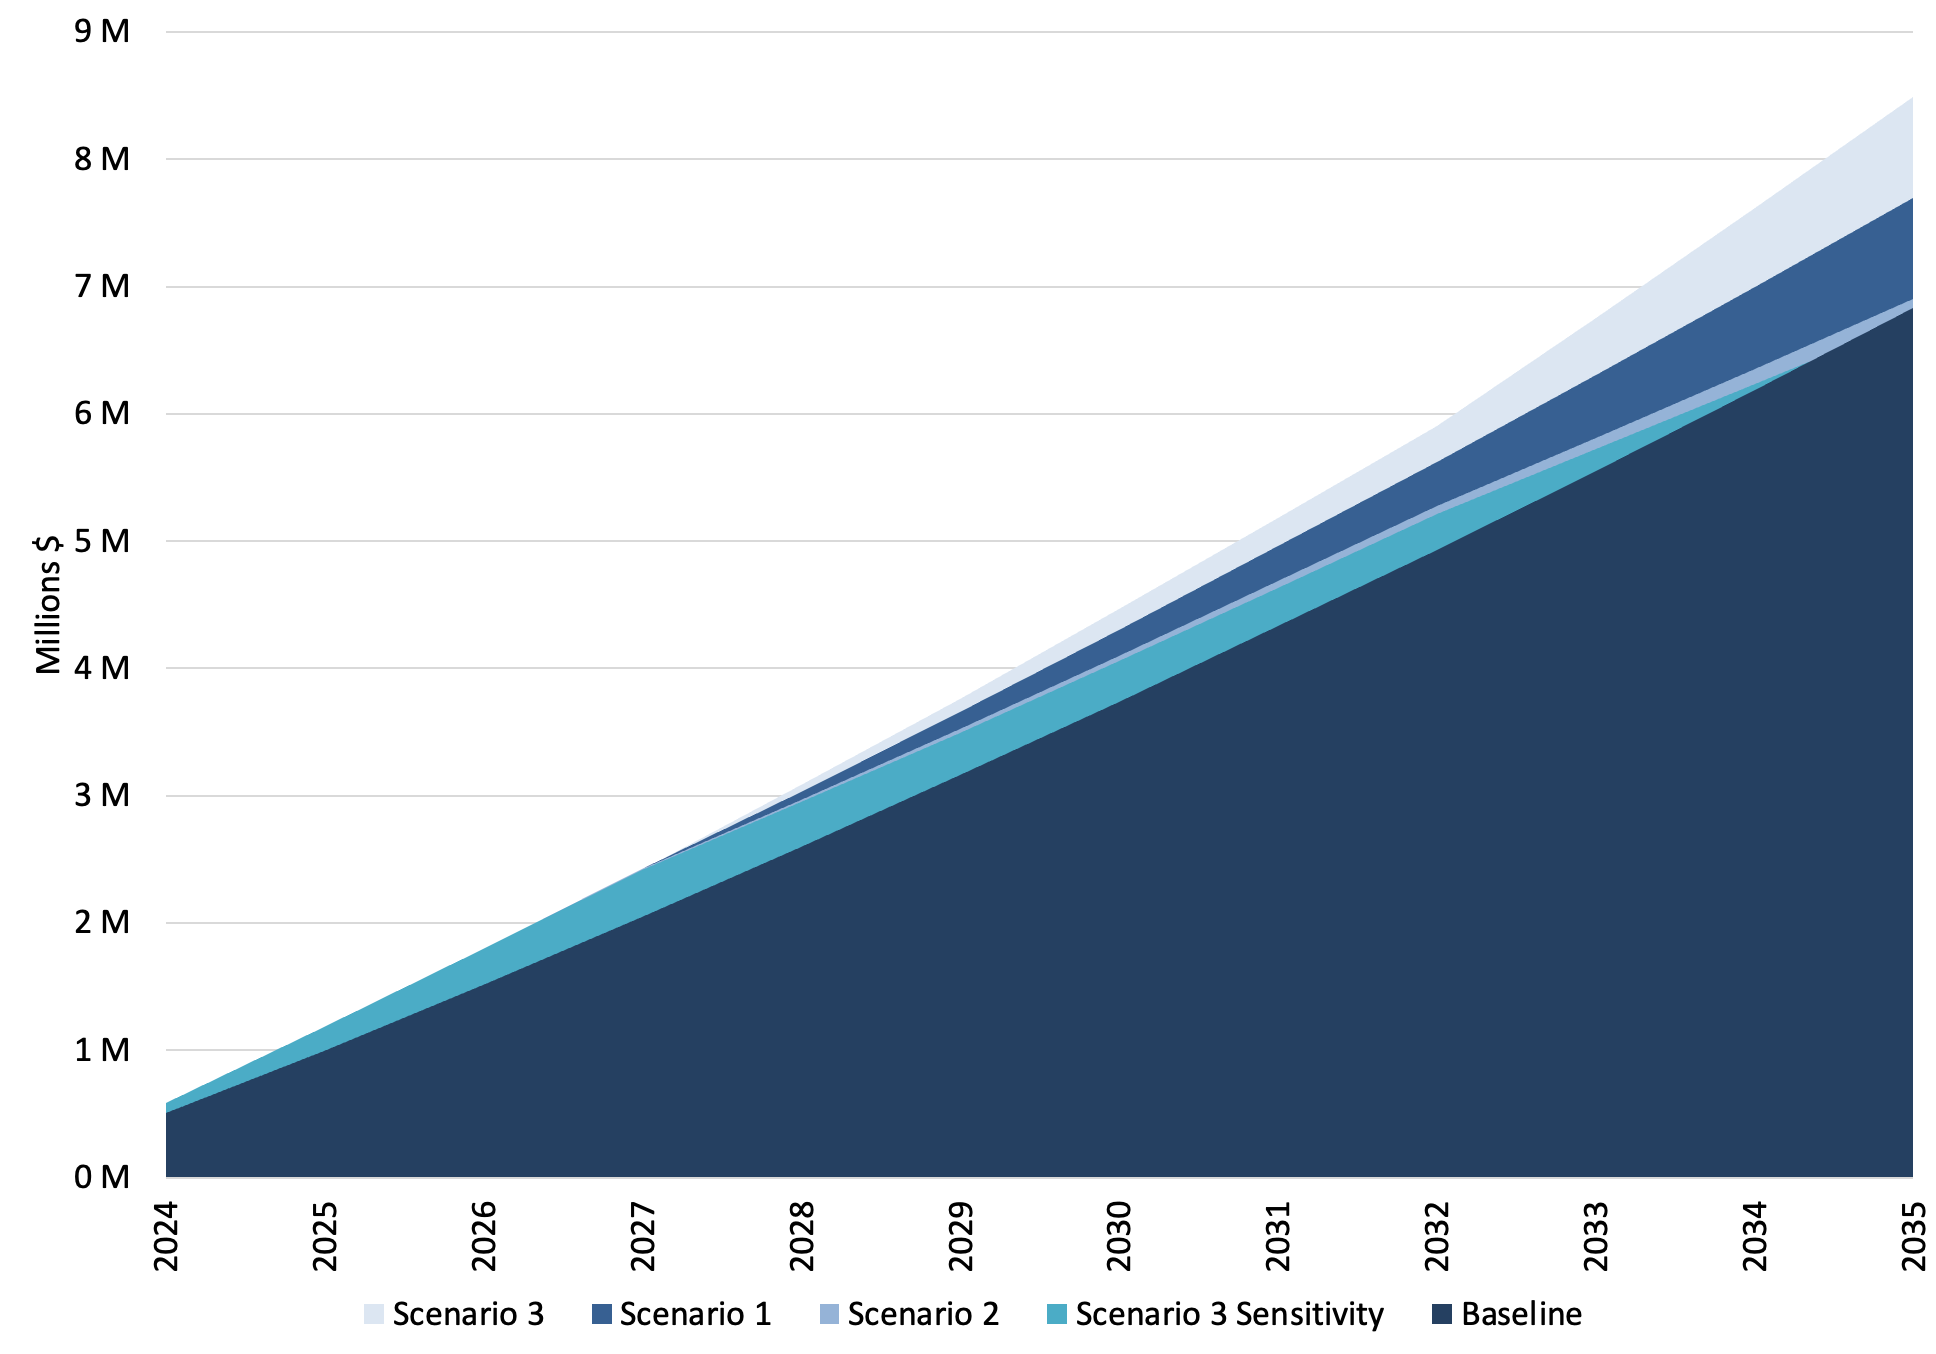 9 M
8 M
7 M
6 M
5 M
4 M
3 M
2 M
1 M
0 M
Millions $
2024 2025 2026 2027 2028 2029 2030 2031 2032 2033 2034 2035
Scenario 3 Scenario 1 Scenario 2 Scenario 3 Sensitivity Baseline